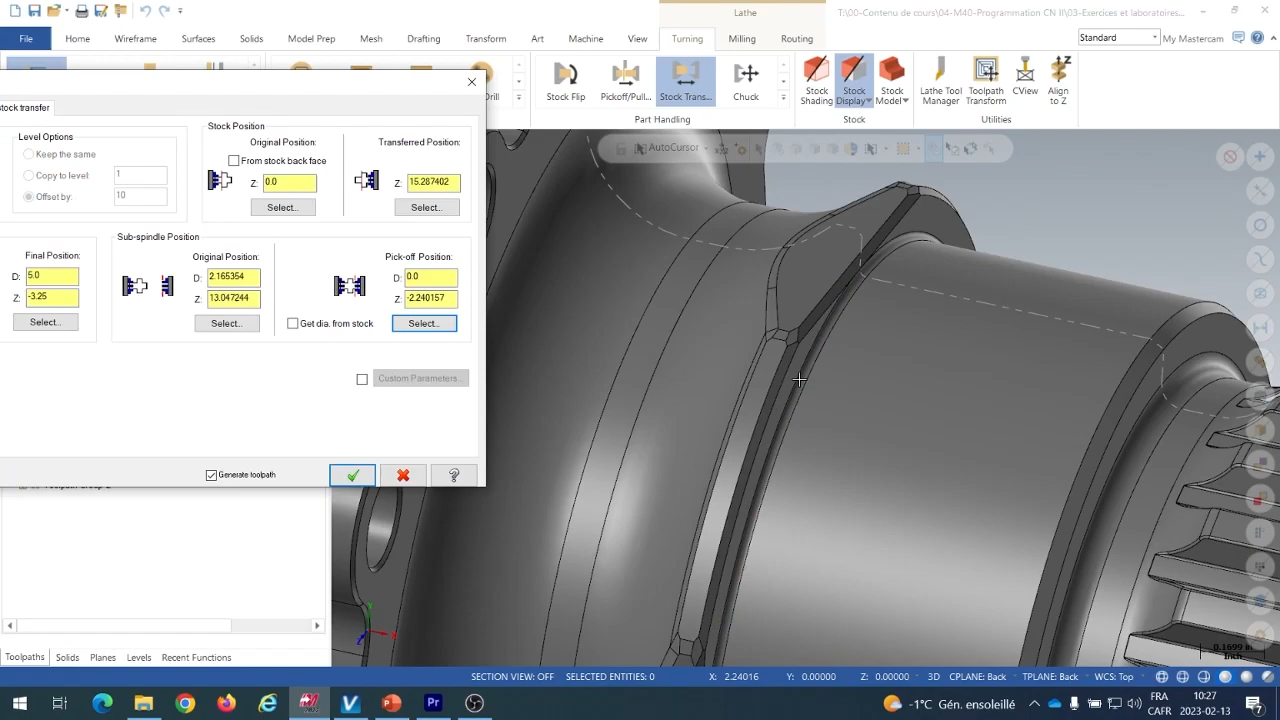 Lathe
T:\00-Contenu de cours\04-M40-Programmation CN II\03-Exercices et laboratoires...
File Home Wireframe Surfaces Solids Model Prep Mesh Drafting Transform Art Machine View Turning Milling Routing
Standard My Mastercam
Drill Stock Flip Pickoff/Pull... Stock Trans... Chuck
Stock Shading Stock Display Stock Model Lathe Tool Manager Toolpath Transform CView Align to Z
Part Handling Stock Utilities
AutoCursor
stock transfer
Level Options
Keep the same
Copy to level: 1
Offset by: 10
Stock Position
Original Position: Transferred Position:
From stock back face
Z: 0.0 Z: 15.287402
Select... Select...
Final Position:
D: 5.0
Z: -3.25
Select...
Sub-spindle Position
Original Position: Pick-off Position:
D: 2.165354 D: 0.0
Z: 13.047244 Z: -2.240157
Select... Get dia. from stock Select...
Custom Parameters...
Generate toolpath
0.1699 in
Inch
Toolpaths Solids Planes Levels Recent Functions
SECTION VIEW: OFF SELECTED ENTITIES: 0 X: 2.24016 Y: 0.00000 Z: 0.00000 3D CPLANE: Back TPLANE: Back WCS: Top
-1°C Gén. ensoleillé
FRA
CAFR
10:27
2023-02-13